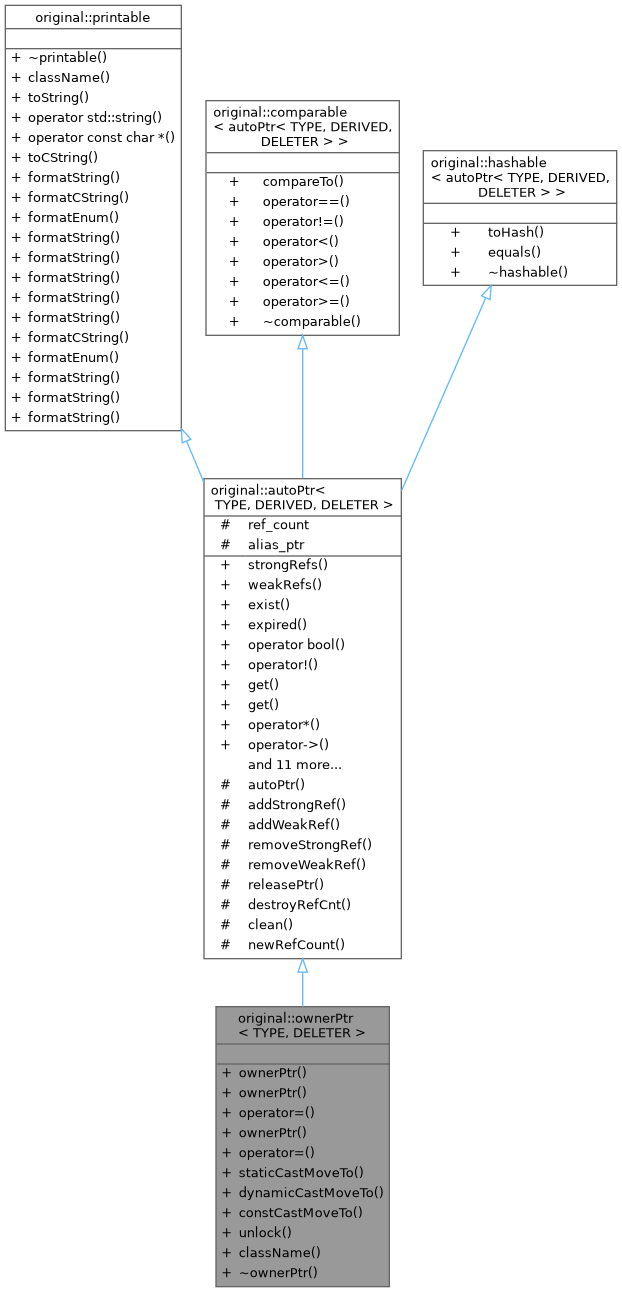 original::printable
+ ~printable()
+ className()
+ toString()
+ operator std::string()
+ operator const char *()
+ toCString()
+ formatString()
+ formatCString()
+ formatEnum()
+ formatString()
+ formatString()
+ formatString()
+ formatString()
+ formatString()
+ formatCString()
+ formatEnum()
+ formatString()
+ formatString()
+ formatString()
original::comparable
< autoPtr< TYPE, DERIVED,
DELETER > >
+ compareTo()
+ operator==()
+ operator!=()
+ operator<()
+ operator>()
+ operator<=()
+ operator>=()
+ ~comparable()
original::hashable
< autoPtr< TYPE, DERIVED,
DELETER > >
+ toHash()
+ equals()
+ ~hashable()
original::autoPtr<
TYPE, DERIVED, DELETER >
# ref_count
# alias_ptr
+ strongRefs()
+ weakRefs()
+ exist()
+ expired()
+ operator bool()
+ operator!()
+ get()
+ get()
+ operator*()
+ operator->()
and 11 more...
# autoPtr()
# addStrongRef()
# addWeakRef()
# removeStrongRef()
# removeWeakRef()
# releasePtr()
# destroyRefCnt()
# clean()
# newRefCount()
original::ownerPtr
< TYPE, DELETER >
+ ownerPtr()
+ ownerPtr()
+ operator=()
+ ownerPtr()
+ operator=()
+ staticCastMoveTo()
+ dynamicCastMoveTo()
+ constCastMoveTo()
+ unlock()
+ className()
+ ~ownerPtr()